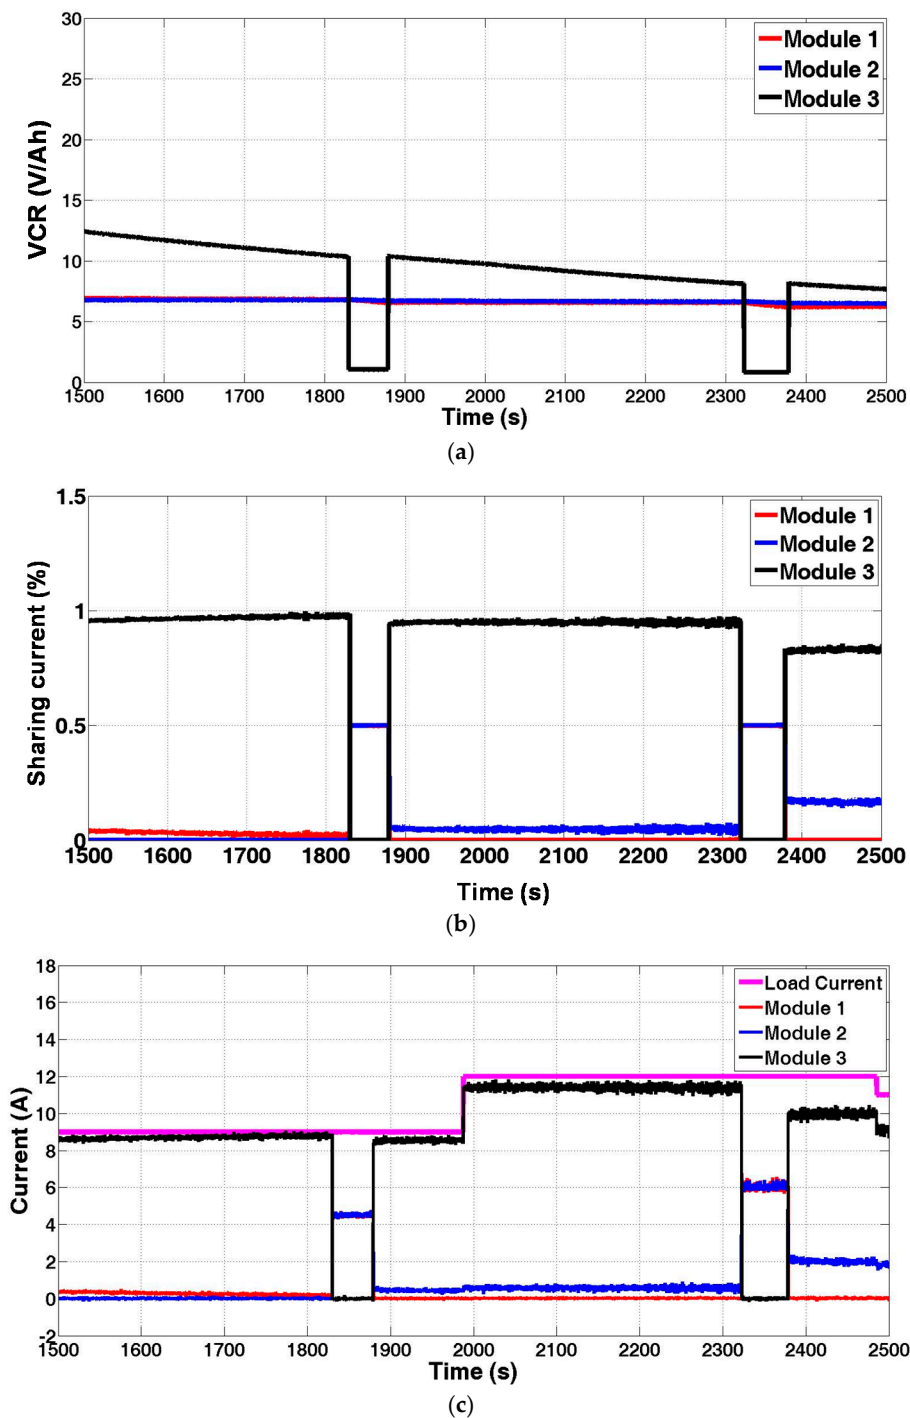 30
25
20
15
10
5
0
VCR (V/Ah)
Module 1
Module 2
Module 3
1500 1600 1700 1800 1900 2000 2100 2200 2300 2400 2500
Time (s)
(a)
1.5
1
0.5
0
Sharing current (%)
Module 1
Module 2
Module 3
1500 1600 1700 1800 1900 2000 2100 2200 2300 2400 2500
Time (s)
(b)
18
16
14
12
10
8
6
4
2
0
-2
Current (A)
Load Current
Module 1
Module 2
Module 3
1500 1600 1700 1800 1900 2000 2100 2200 2300 2400 2500
Time (s)
(c)